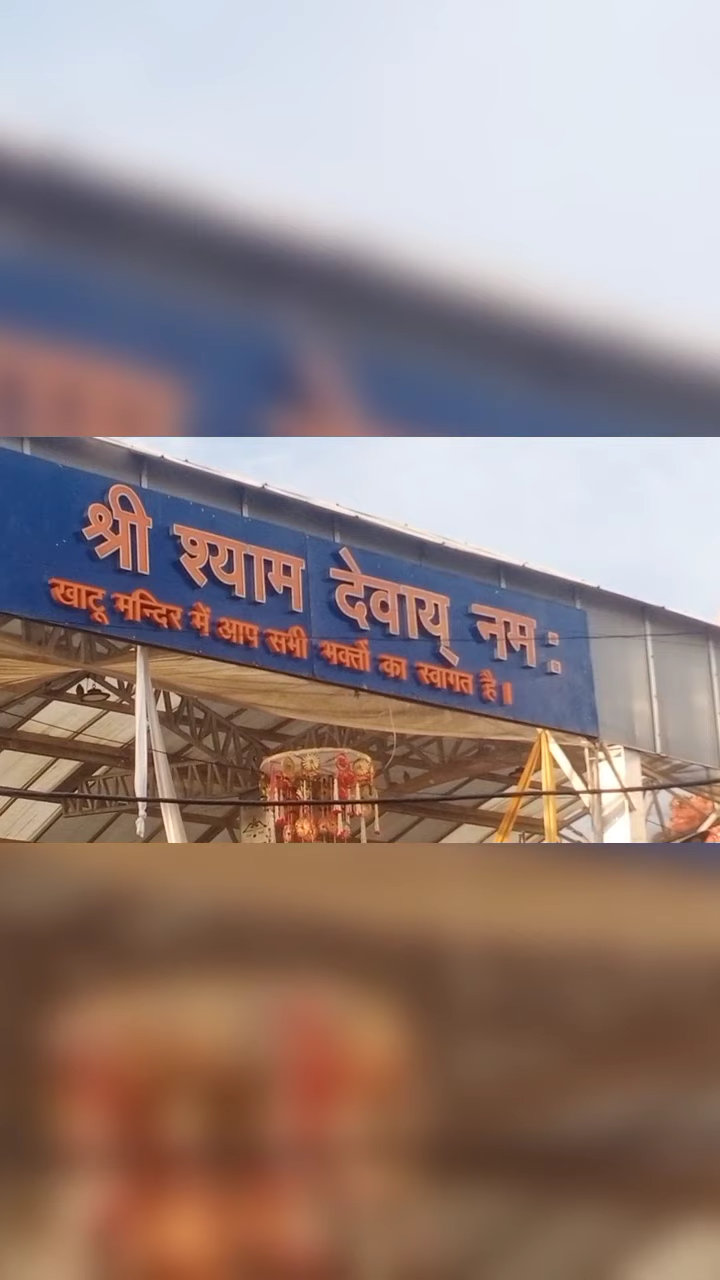 श्री श्याम देवाय् नमः
खाटू मन्दिर में आप सभी भक्तों का स्वागत है।